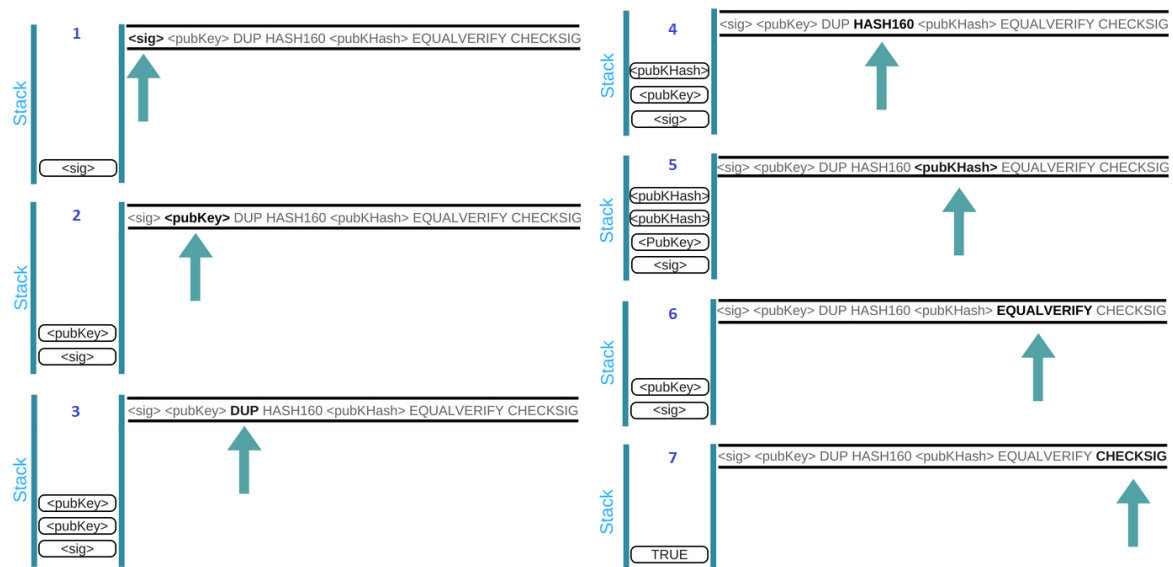 1
<sig> <pubKey> DUP HASH160 <pubKHash> EQUALVERIFY CHECKSIG
Stack
<sig>
2
<sig> <pubKey> DUP HASH160 <pubKHash> EQUALVERIFY CHECKSIG
Stack
<pubKey>
<sig>
3
<sig> <pubKey> DUP HASH160 <pubKHash> EQUALVERIFY CHECKSIG
Stack
<pubKey>
<pubKey>
<sig>
4
<sig> <pubKey> DUP HASH160 <pubKHash> EQUALVERIFY CHECKSIG
Stack
<pubKHash>
<pubKey>
<sig>
5
<sig> <pubKey> DUP HASH160 <pubKHash> EQUALVERIFY CHECKSIG
Stack
<pubKHash>
<pubKHash>
<PubKey>
<sig>
6
<sig> <pubKey> DUP HASH160 <pubKHash> EQUALVERIFY CHECKSIG
Stack
<pubKey>
<sig>
7
<sig> <pubKey> DUP HASH160 <pubKHash> EQUALVERIFY CHECKSIG
Stack
TRUE